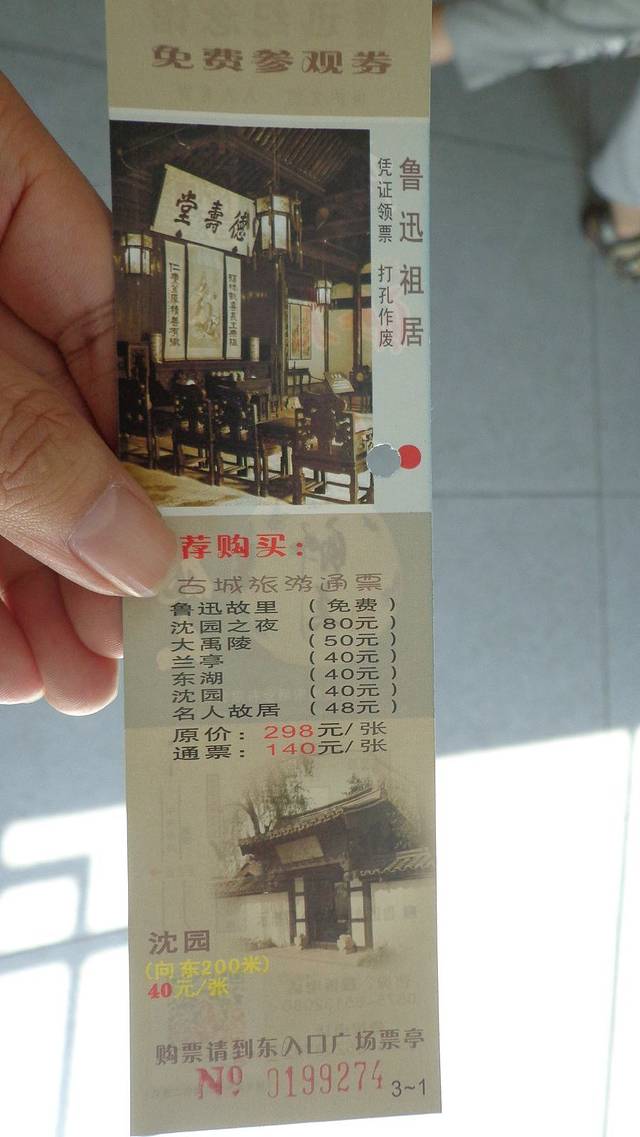 免费参观券
鲁迅祖居
凭证领票 打孔作废
德壽堂
荐购买：
古城旅游通票
鲁迅故里 （免费）
沈园之夜 （80元）
大禹陵 （50元）
兰亭 （40元）
东湖 （40元）
沈园 （40元）
名人故居 （48元）
原价：298元/张
通票：140元/张
沈园
(向东200米)
40元/张
购票请到东入口广场票亭
Nº 0199274 3~1